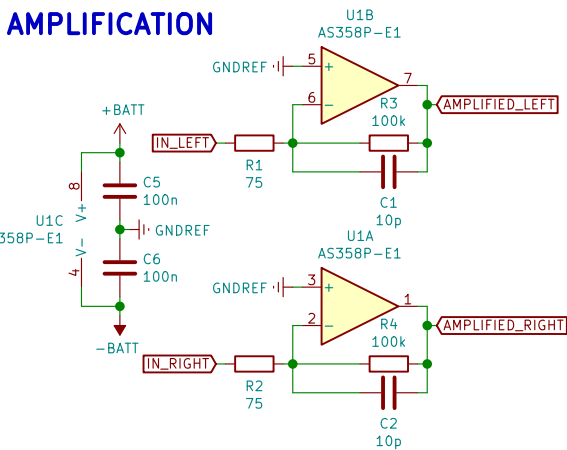 AMPLIFICATION
U1B
AS358P-E1
GNDREF
5
+
7
6
−
R3
100k
AMPLIFIED_LEFT
IN_LEFT
R1
75
C1
10p
+BATT
8
V+
C5
100n
U1C
358P-E1
GNDREF
V−
4
C6
100n
−BATT
U1A
AS358P-E1
GNDREF
3
+
1
2
−
R4
100k
AMPLIFIED_RIGHT
IN_RIGHT
R2
75
C2
10p